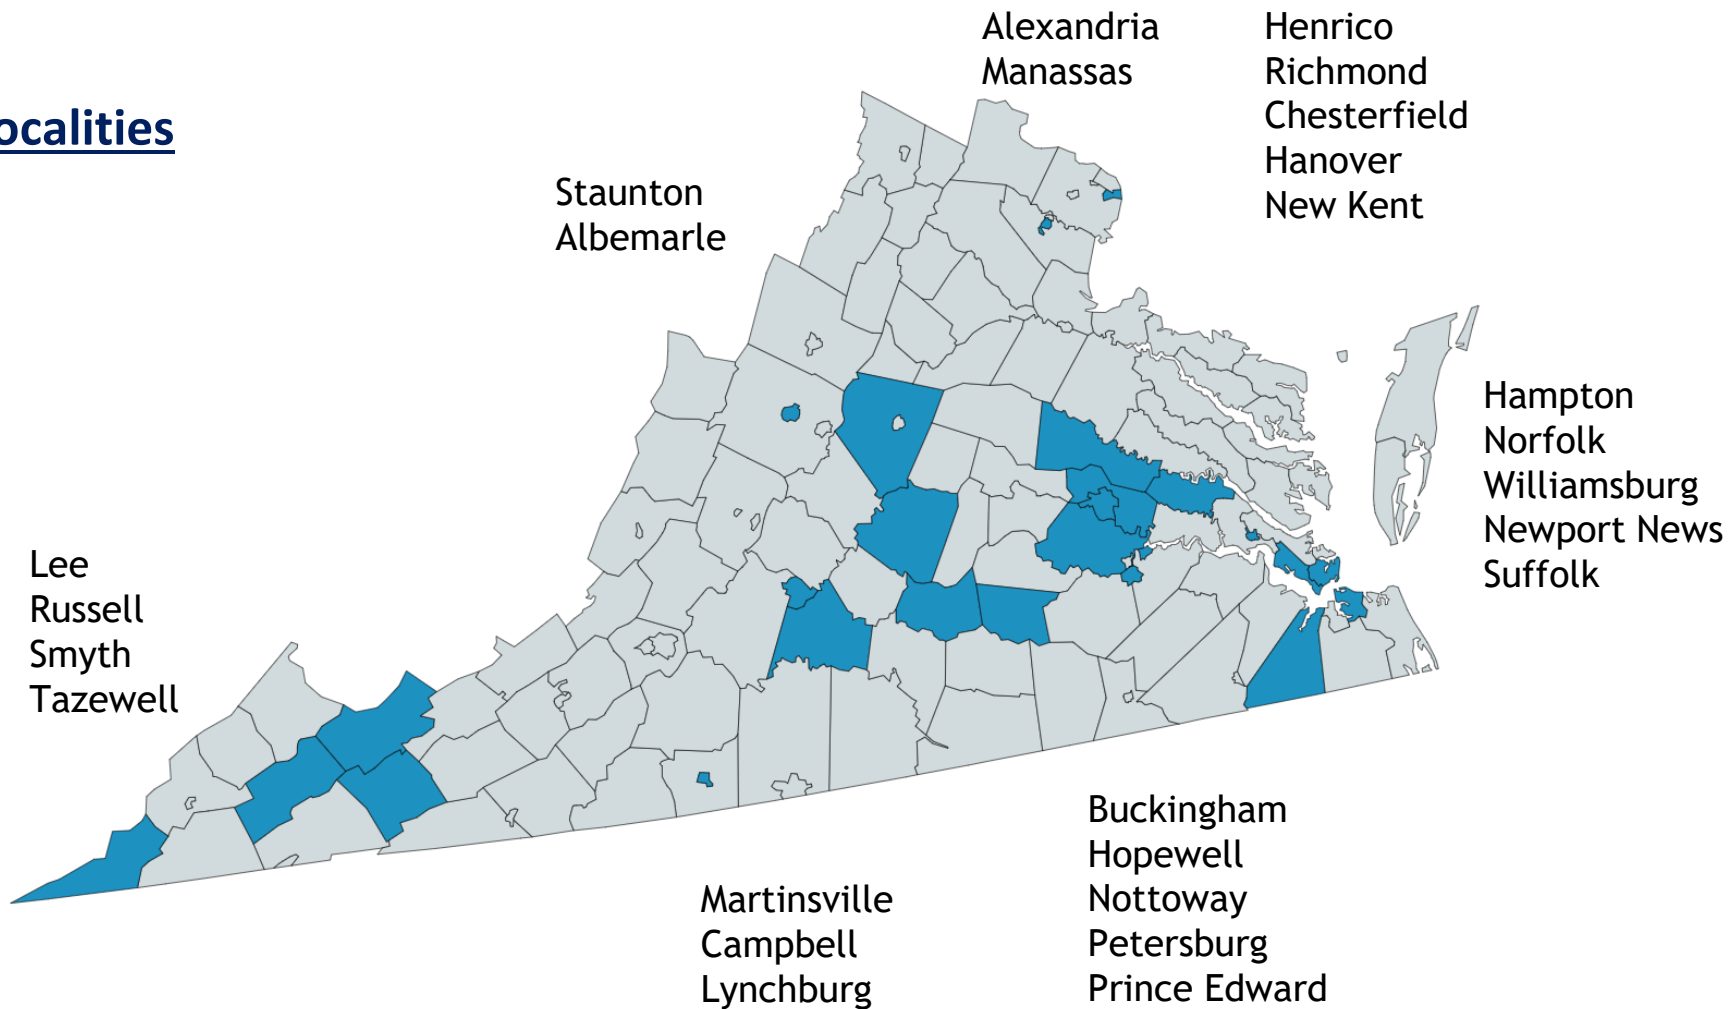 Alexandria
Manassas
Henrico
Richmond
Chesterfield
Hanover
New Kent
ocalities
Staunton
Albemarle
Hampton
Norfolk
Williamsburg
Newport News
Suffolk
Lee
Russell
Smyth
Tazewell
Martinsville
Campbell
Lynchburg
Buckingham
Hopewell
Nottoway
Petersburg
Prince Edward